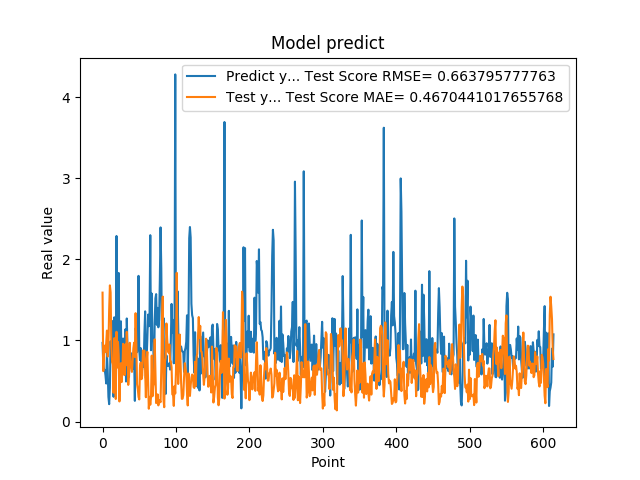 Model predict
Predict y... Test Score RMSE= 0.663795777763
Test y... Test Score MAE= 0.4670441017655768
Real value
4
3
2
1
0
0 100 200 300 400 500 600
Point